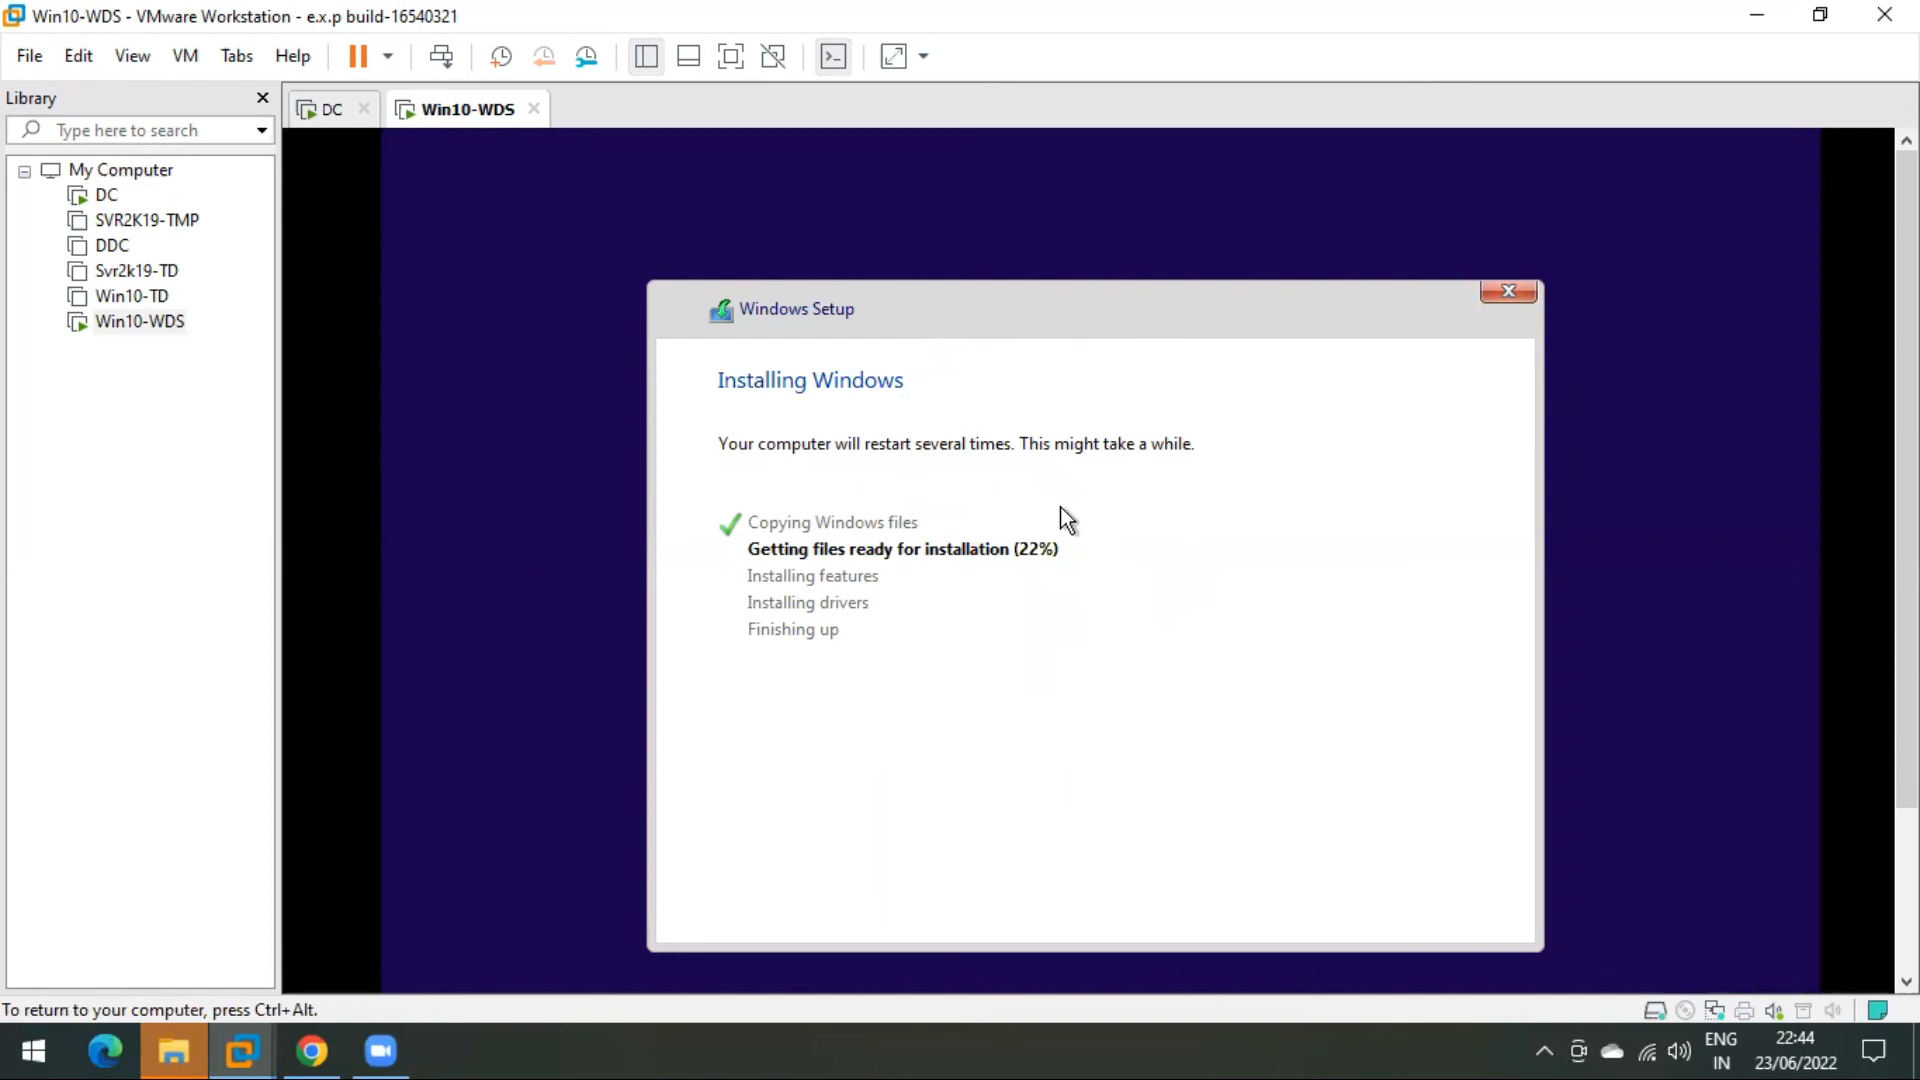 Win10-WDS - VMware Workstation - e.x.p build-16540321
File Edit View VM Tabs Help
Library
DC
Win10-WDS
Type here to search
My Computer
DC
SVR2K19-TMP
DDC
Svr2k19-TD
Win10-TD
Win10-WDS
Windows Setup
Installing Windows
Your computer will restart several times. This might take a while.
Copying Windows files
Getting files ready for installation (22%)
Installing features
Installing drivers
Finishing up
To return to your computer, press Ctrl+Alt.
ENG
IN
22:44
23/06/2022